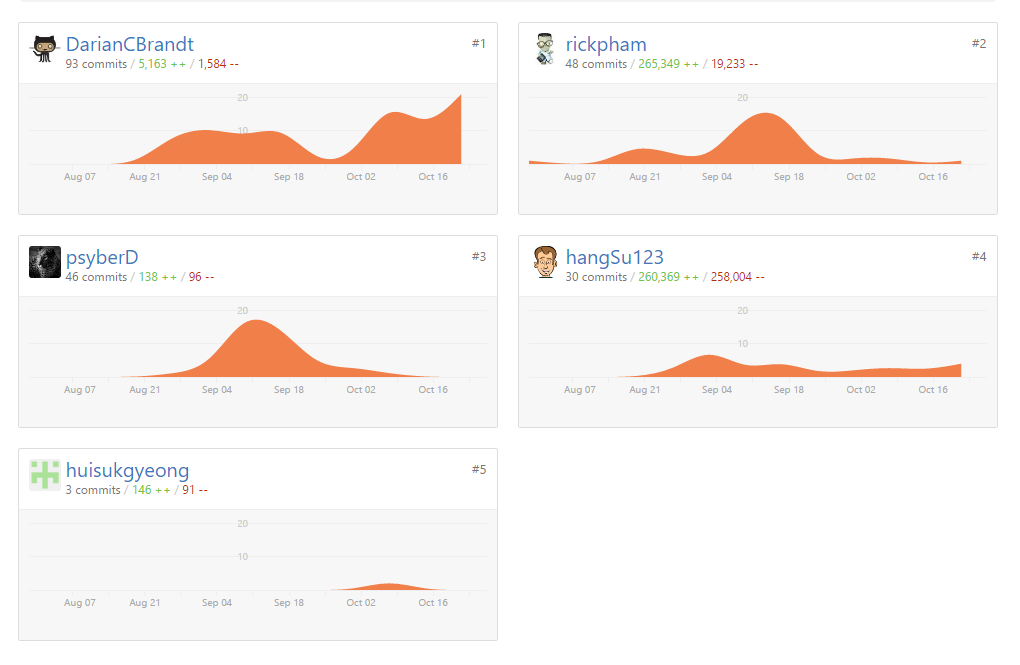 DarianCBrandt
#1
93 commits / 5,163 ++ / 1,584 --
20
10
Aug 07 Aug 21 Sep 04 Sep 18 Oct 02 Oct 16
rickpham
#2
48 commits / 265,349 ++ / 19,233 --
20
Aug 07 Aug 21 Sep 04 Sep 18 Oct 02 Oct 16
psyberD
#3
46 commits / 138 ++ / 96 --
20
Aug 07 Aug 21 Sep 04 Sep 18 Oct 02 Oct 16
hangSu123
#4
30 commits / 260,369 ++ / 258,004 --
20
10
Aug 07 Aug 21 Sep 04 Sep 18 Oct 02 Oct 16
huisukgyeong
#5
3 commits / 146 ++ / 91 --
20
10
Aug 07 Aug 21 Sep 04 Sep 18 Oct 02 Oct 16